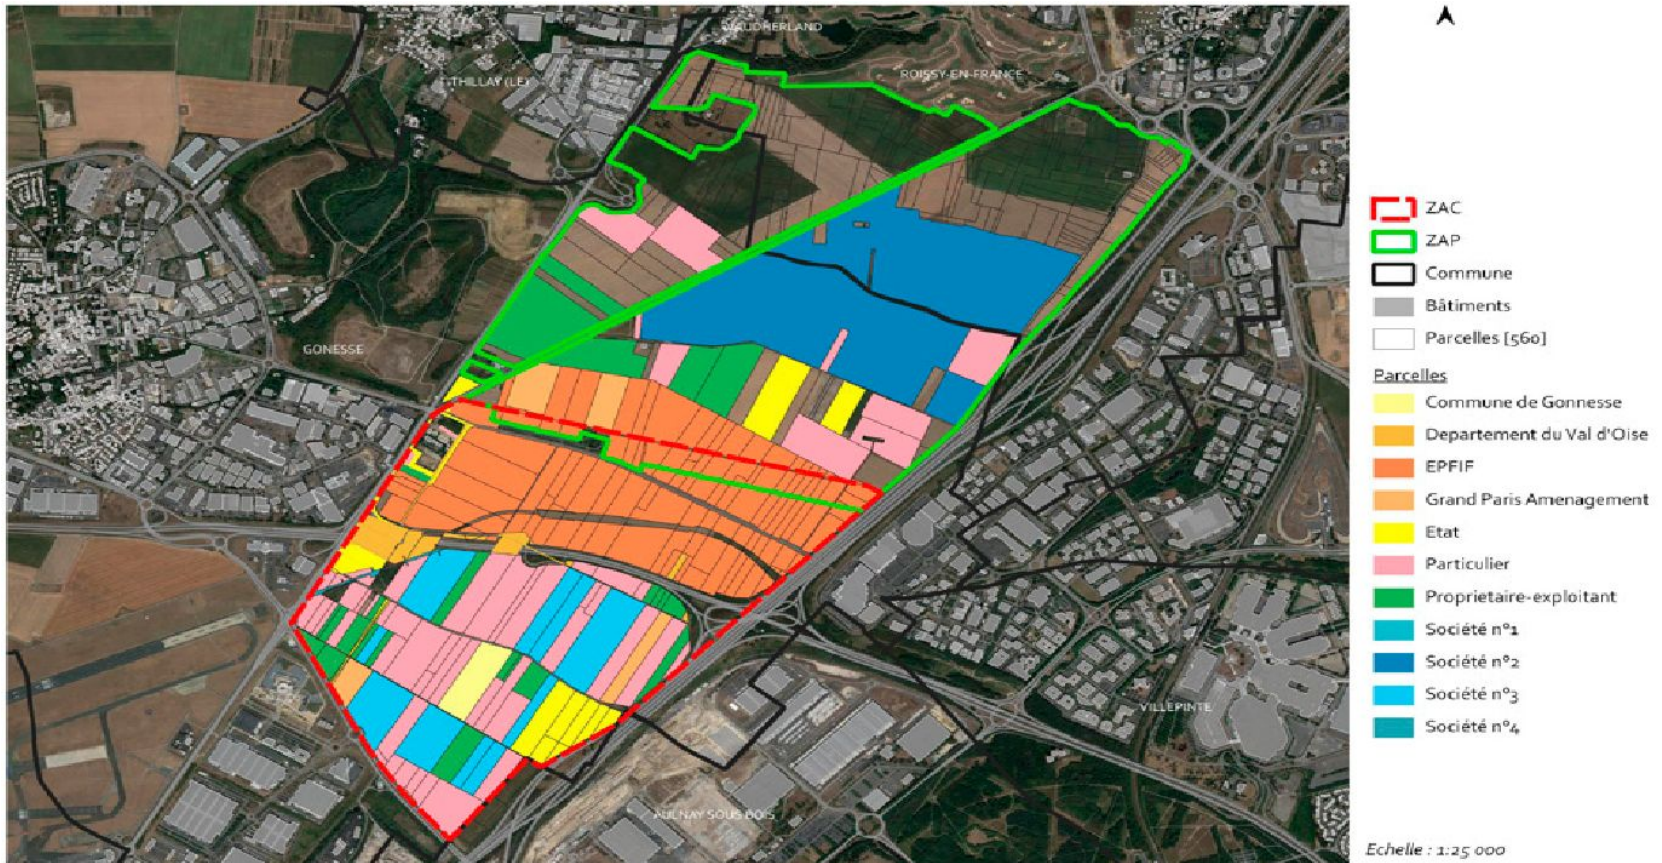 VAUDHERLAND
THILLAY (LE)
ROISSY-EN-FRANCE
GONESSE
VILLEPINTE
AULNAY SOUS BOIS
ZAC
ZAP
Commune
Bâtiments
Parcelles [560]
Parcelles
Commune de Gonnesse
Departement du Val d'Oise
EPFIF
Grand Paris Amenagement
Etat
Particulier
Proprietaire-exploitant
Société n°1
Société n°2
Société n°3
Société n°4
Echelle : 1:25 000